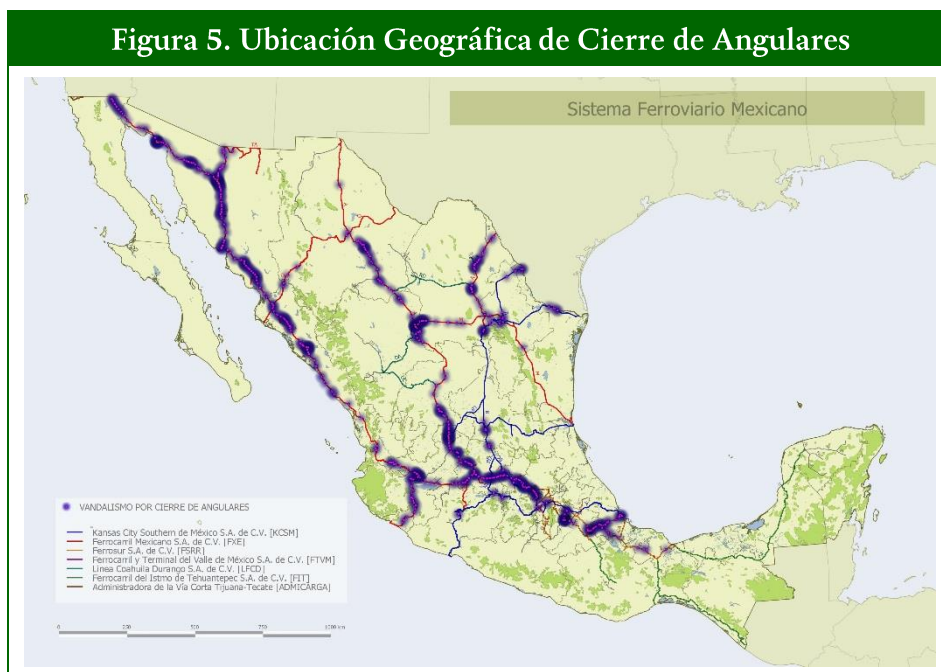 Figura 5. Ubicación Geográfica de Cierre de Angulares
Sistema Ferroviario Mexicano
VANDALISMO POR CIERRE DE ANGULARES
Kansas City Southern de México S.A. de C.V. [KCSM]
Ferrocarril Mexicano S.A. de C.V. [FXE]
Ferrosur S.A. de C.V. [FSRR]
Ferrocarril y Terminal del Valle de México S.A. de C.V. [FTVM]
Linea Coahuila Durango S.A. de C.V. [LFCD]
Ferrocarril del Istmo de Tehuantepec S.A. de C.V. [FIT]
Administradora de la Vía Corta Tijuana-Tecate [ADMICARGA]
0 250 500 750 1000 km